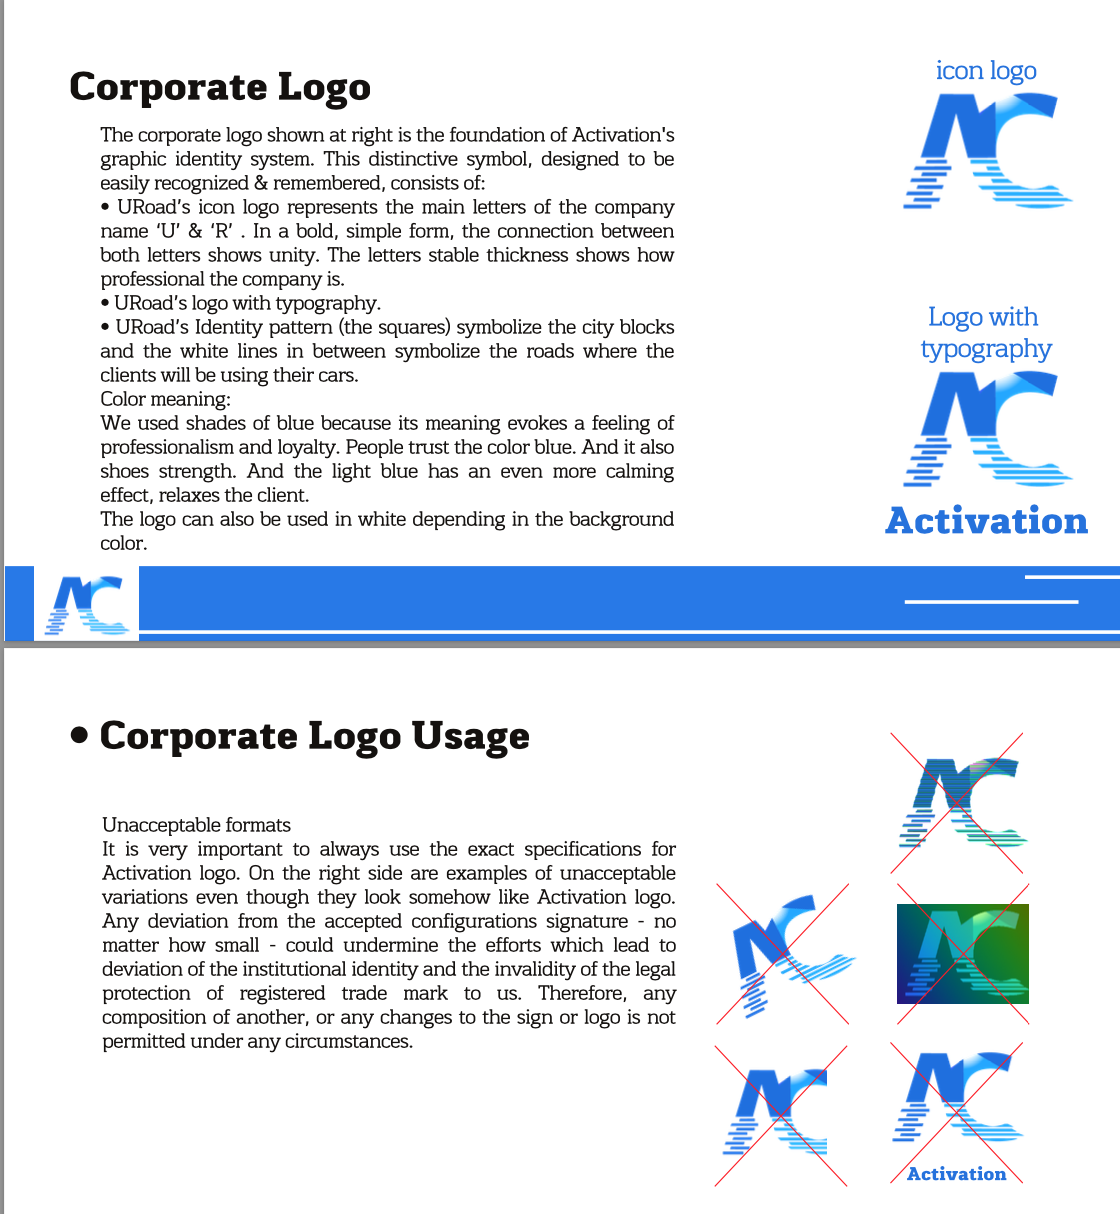 Corporate Logo
The corporate logo shown at right is the foundation of Activation's
graphic identity system. This distinctive symbol, designed to be
easily recognized & remembered, consists of:
• URoad's icon logo represents the main letters of the company
name ‘U’ & ‘R’ . In a bold, simple form, the connection between
both letters shows unity. The letters stable thickness shows how
professional the company is.
• URoad's logo with typography.
• URoad's Identity pattern (the squares) symbolize the city blocks
and the white lines in between symbolize the roads where the
clients will be using their cars.
Color meaning:
We used shades of blue because its meaning evokes a feeling of
professionalism and loyalty. People trust the color blue. And it also
shoes strength. And the light blue has an even more calming
effect, relaxes the client.
The logo can also be used in white depending in the background
color.
icon logo
AC
Logo with
typography
AC
Activation
AC
• Corporate Logo Usage
Unacceptable formats
It is very important to always use the exact specifications for
Activation logo. On the right side are examples of unacceptable
variations even though they look somehow like Activation logo.
Any deviation from the accepted configurations signature - no
matter how small - could undermine the efforts which lead to
deviation of the institutional identity and the invalidity of the legal
protection of registered trade mark to us. Therefore, any
composition of another, or any changes to the sign or logo is not
permitted under any circumstances.
AC
AC
AC
AC
AC
Activation